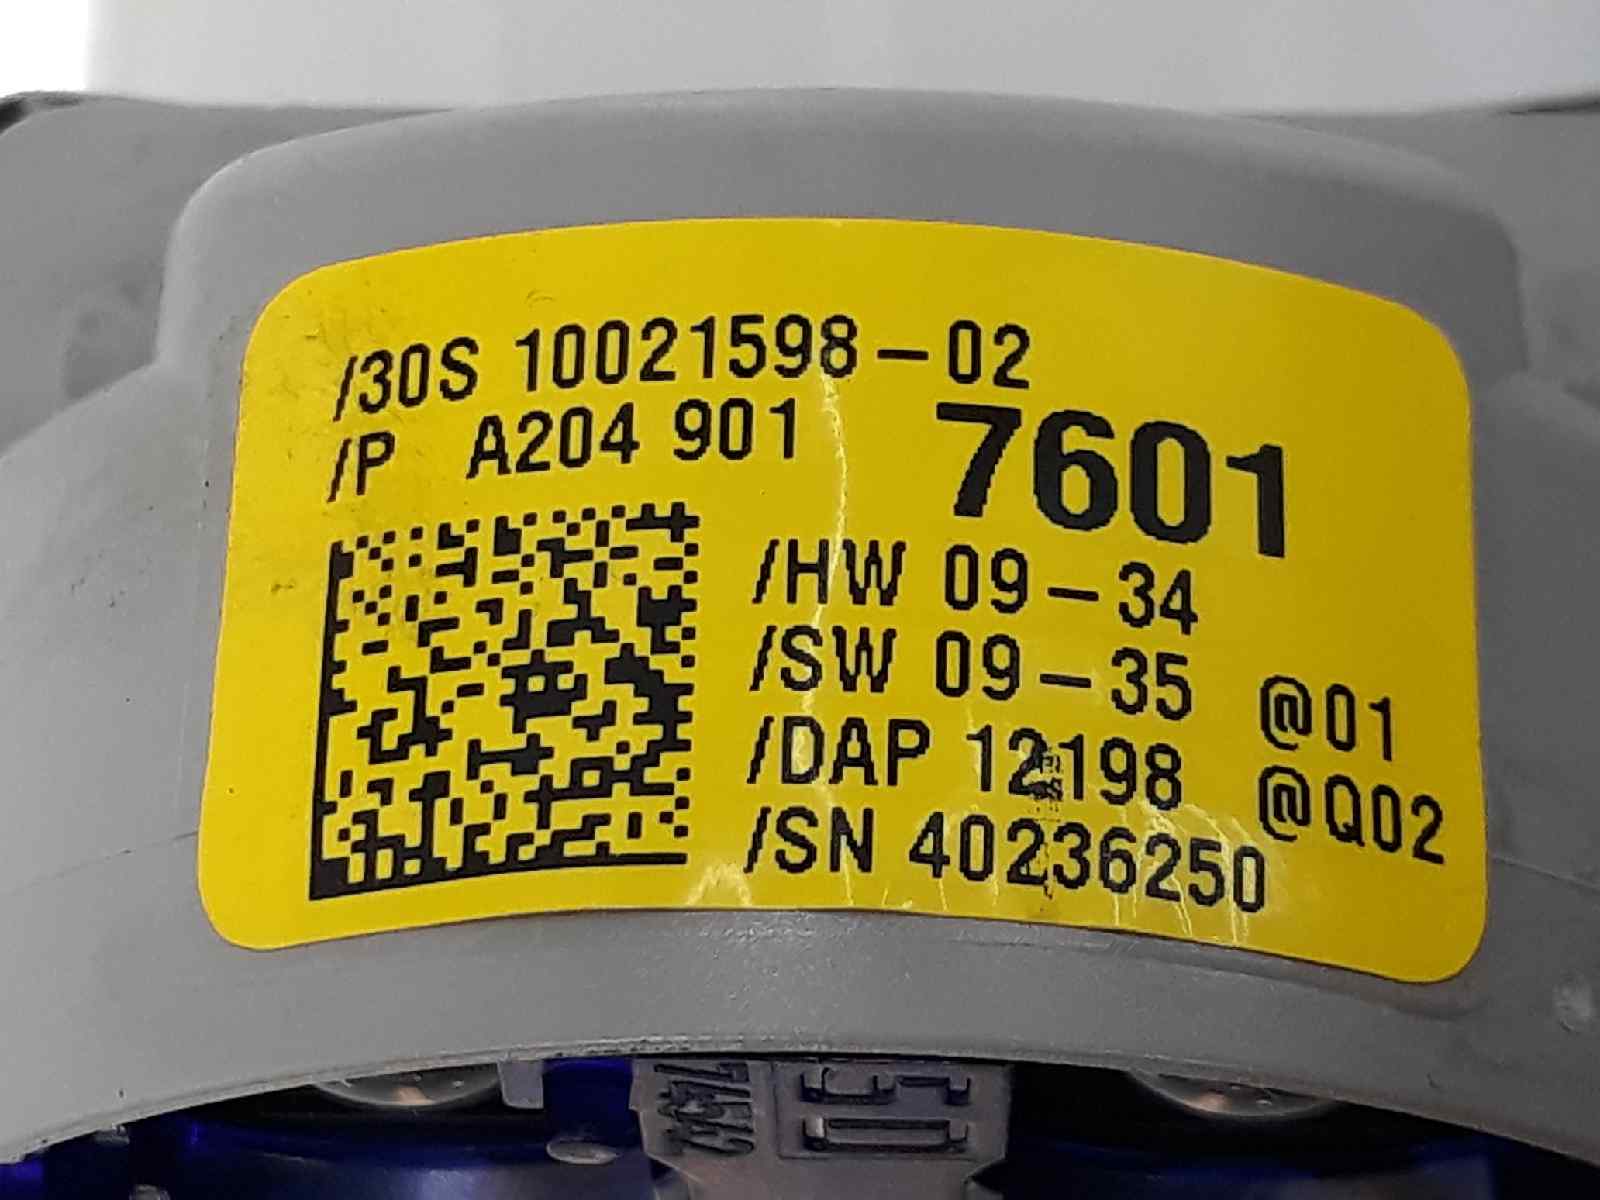 /30S 10021598-02
/P A204 901 7601
/HW 09-34
/SW 09-35 @01
/DAP 12198 @Q02
/SN 40236250